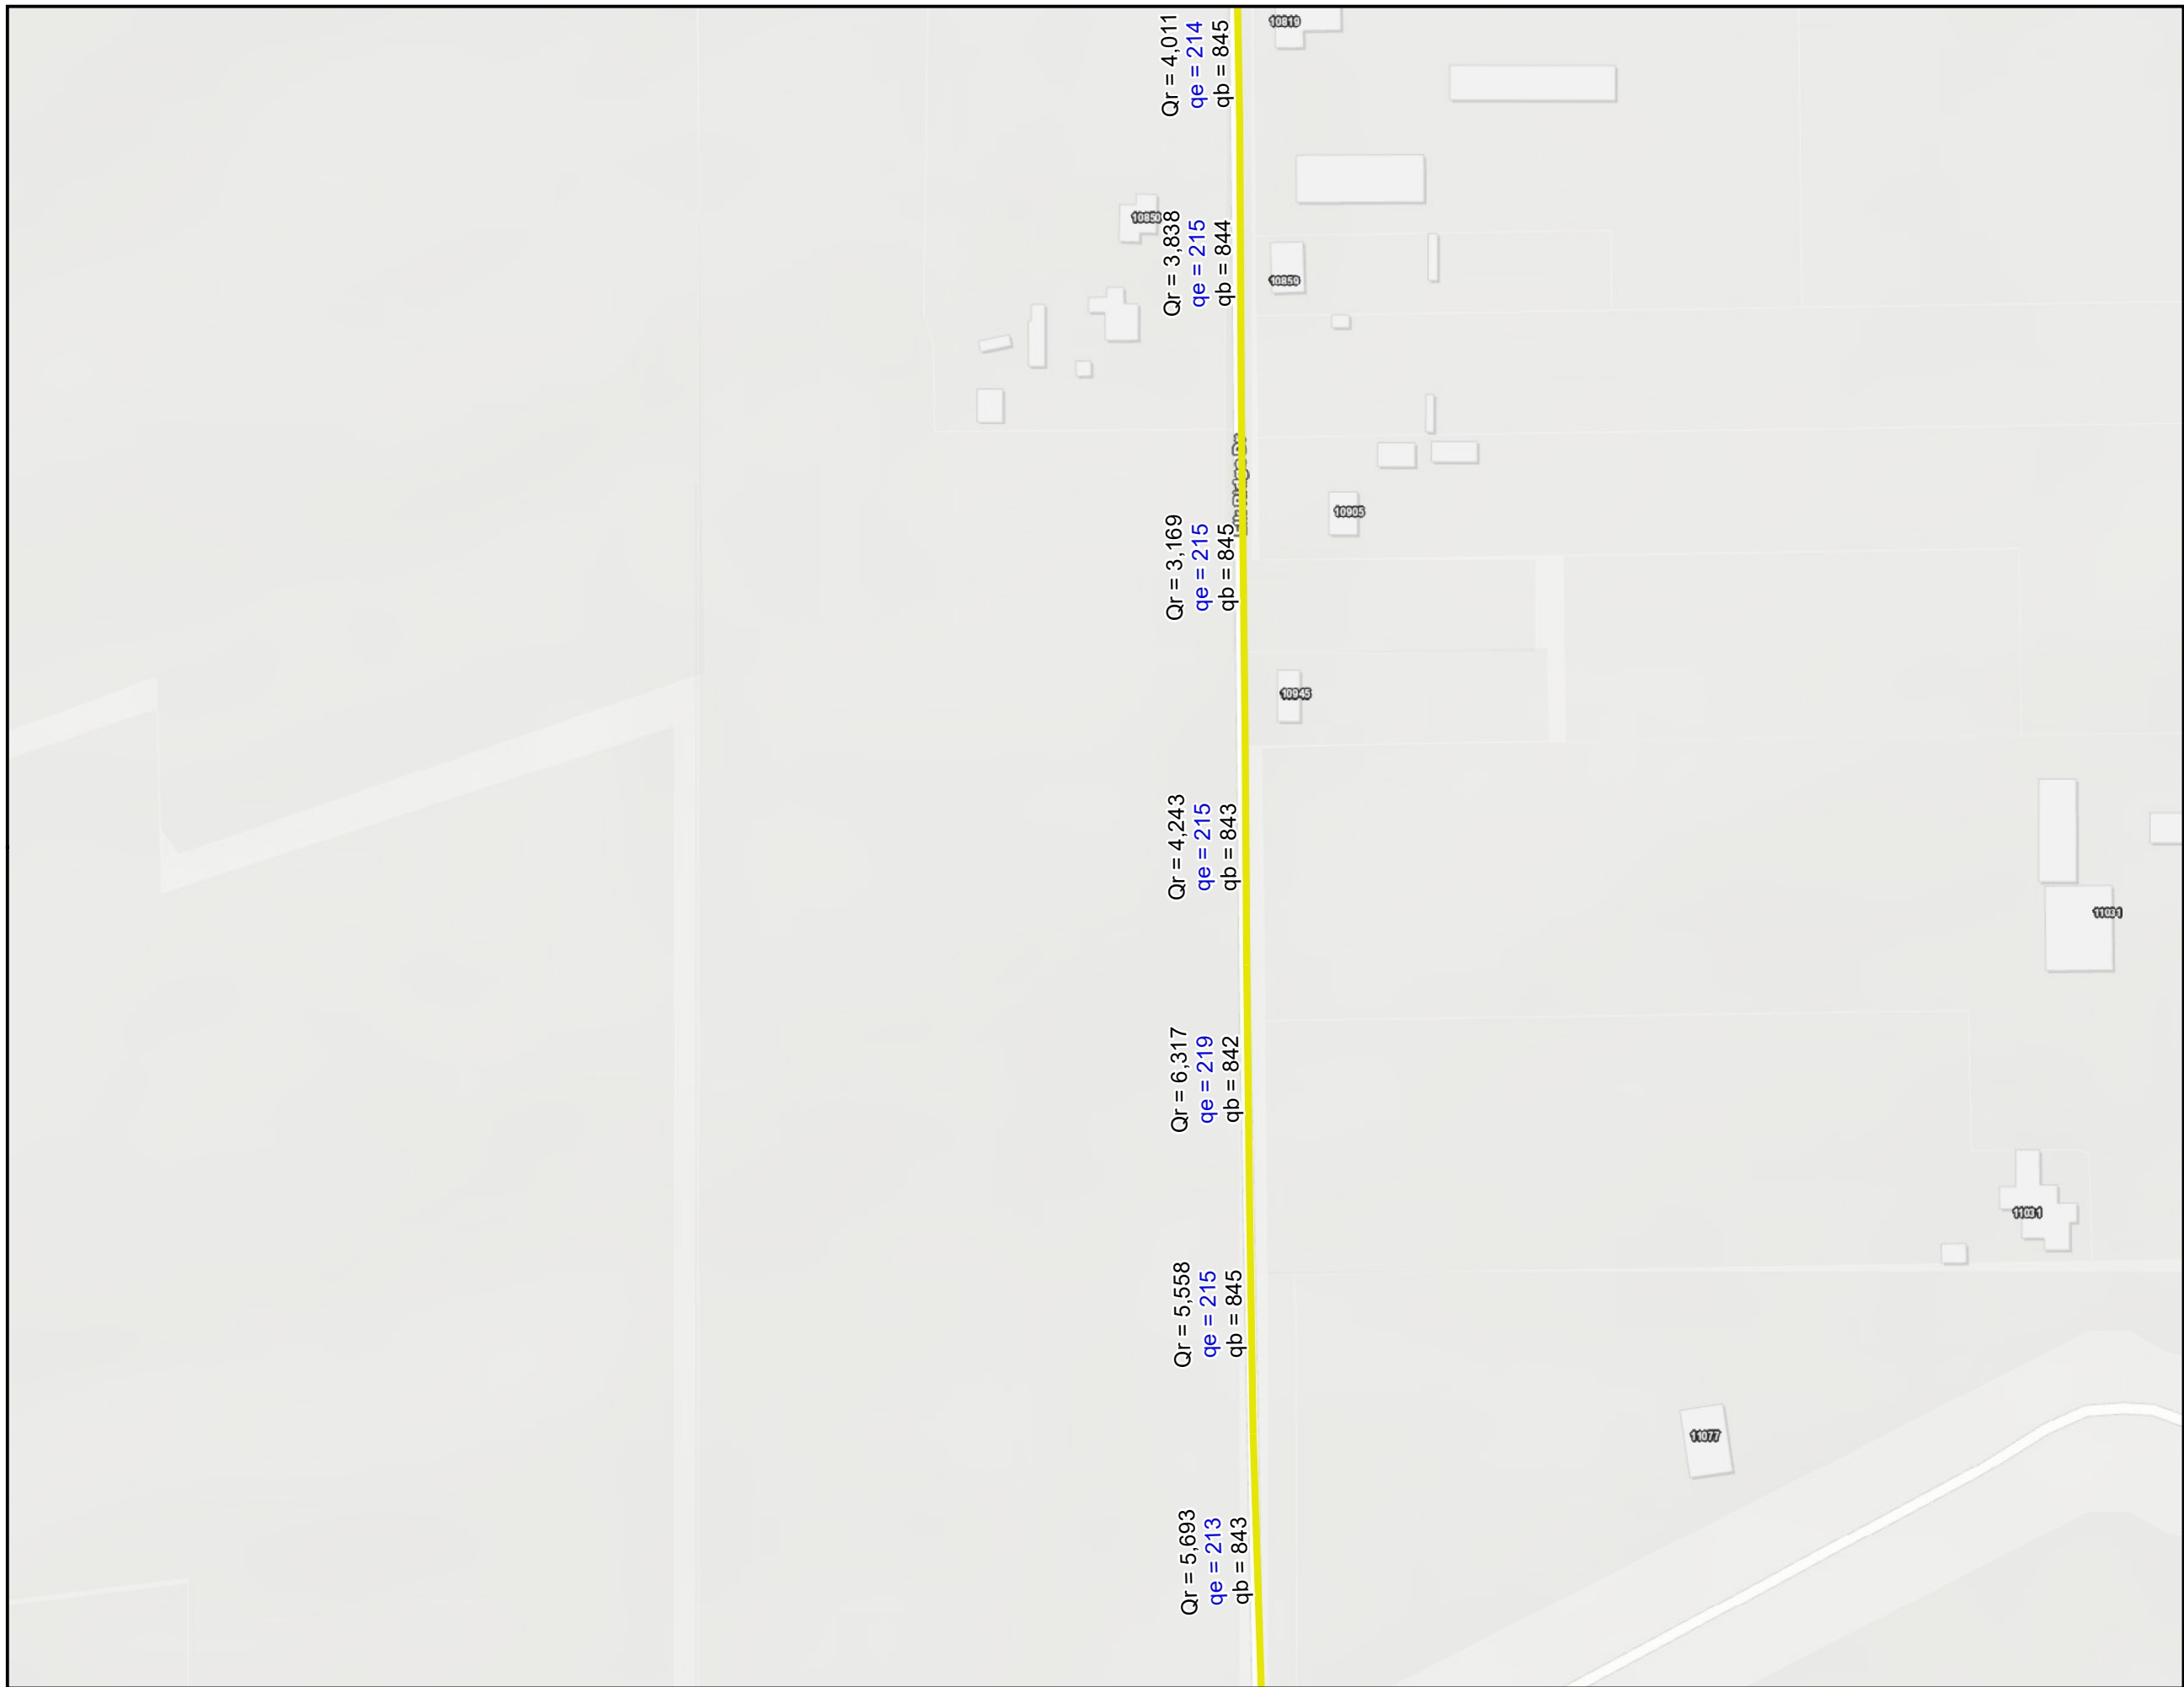 10819
Qr = 4,011
qe = 214
qb = 845
10850
Qr = 3,838
qe = 215
qb = 844
10859
10905
Qr = 3,169
qe = 215
qb = 845
10945
Qr = 4,243
qe = 215
qb = 843
11031
Qr = 6,317
qe = 219
qb = 842
11031
Qr = 5,558
qe = 215
qb = 845
11077
Qr = 5,693
qe = 213
qb = 843